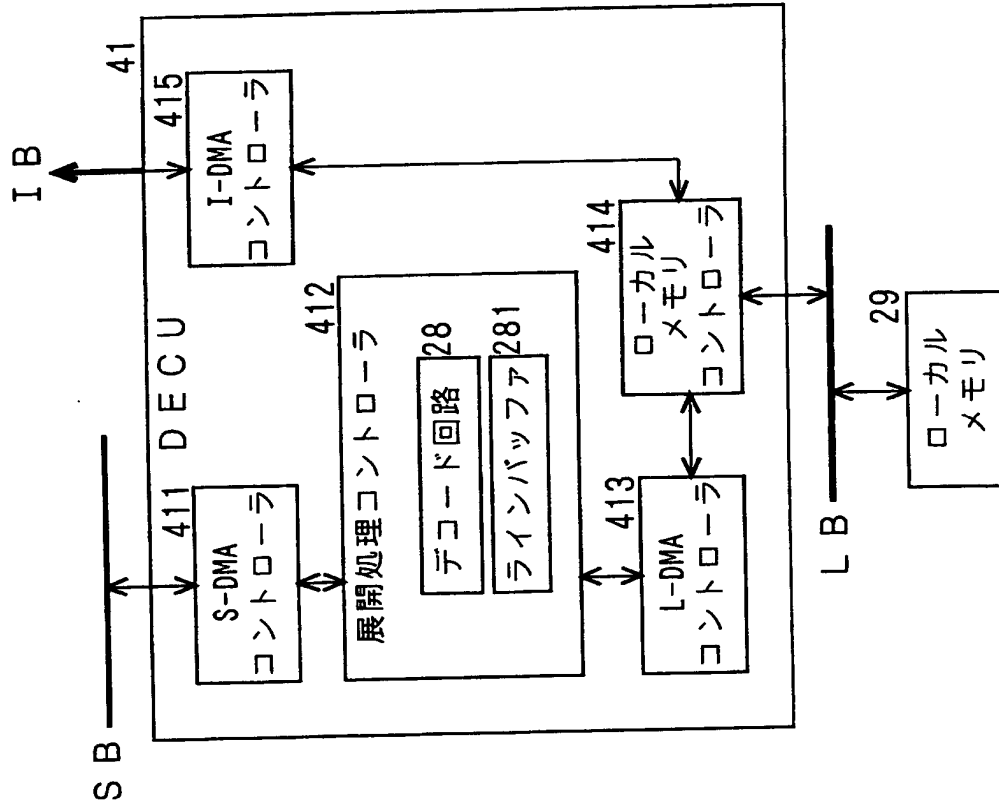 I B
41
415
I-DMA
コントローラ
S B
DECU
411
S-DMA
コントローラ
412
展開処理コントローラ
28
デコード回路
281
ラインバッファ
413
L-DMA
コントローラ
414
ローカル
メモリ
コントローラ
L B
29
ローカル
メモリ